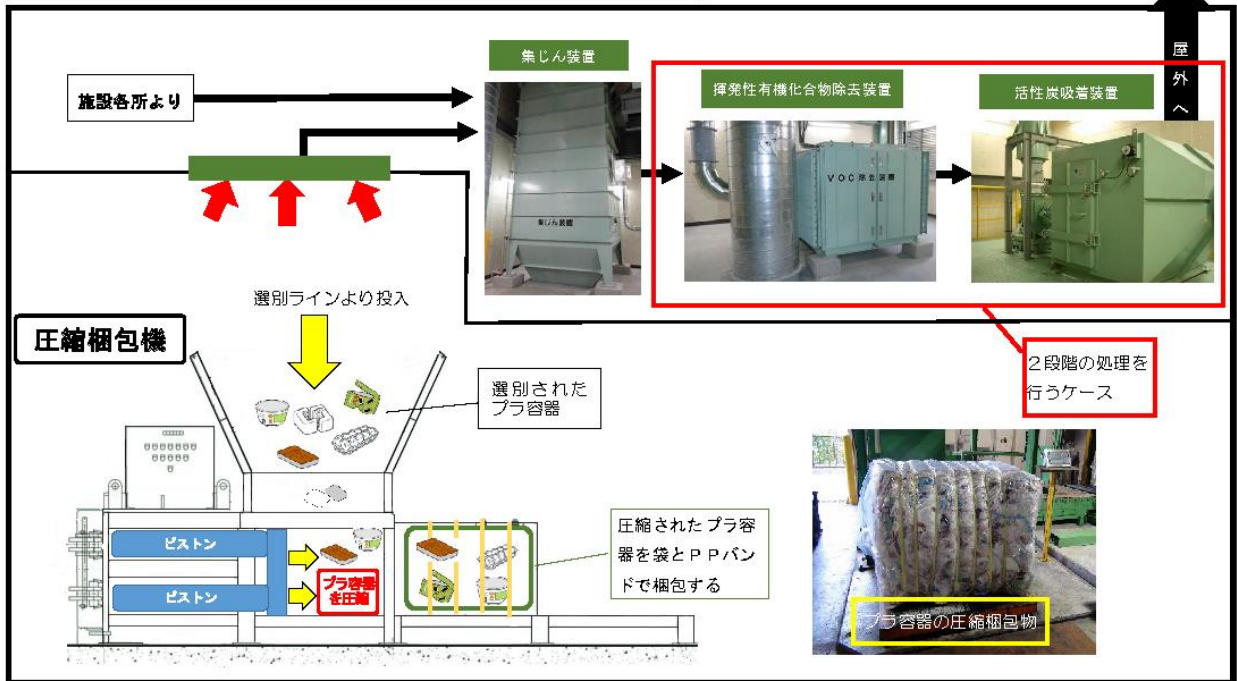 屋外へ
集じん装置
揮発性有機化合物除去装置
活性炭吸着装置
施設各所より
集じん装置
VOC除去装置
選別ラインより投入
圧縮梱包機
選別された
プラ容器
2段階の処理を
行うケース
ピストン
ピストン
プラ容器
を圧縮
圧縮されたプラ容
器を袋とPPバン
ドで梱包する
プラ容器の圧縮梱包物